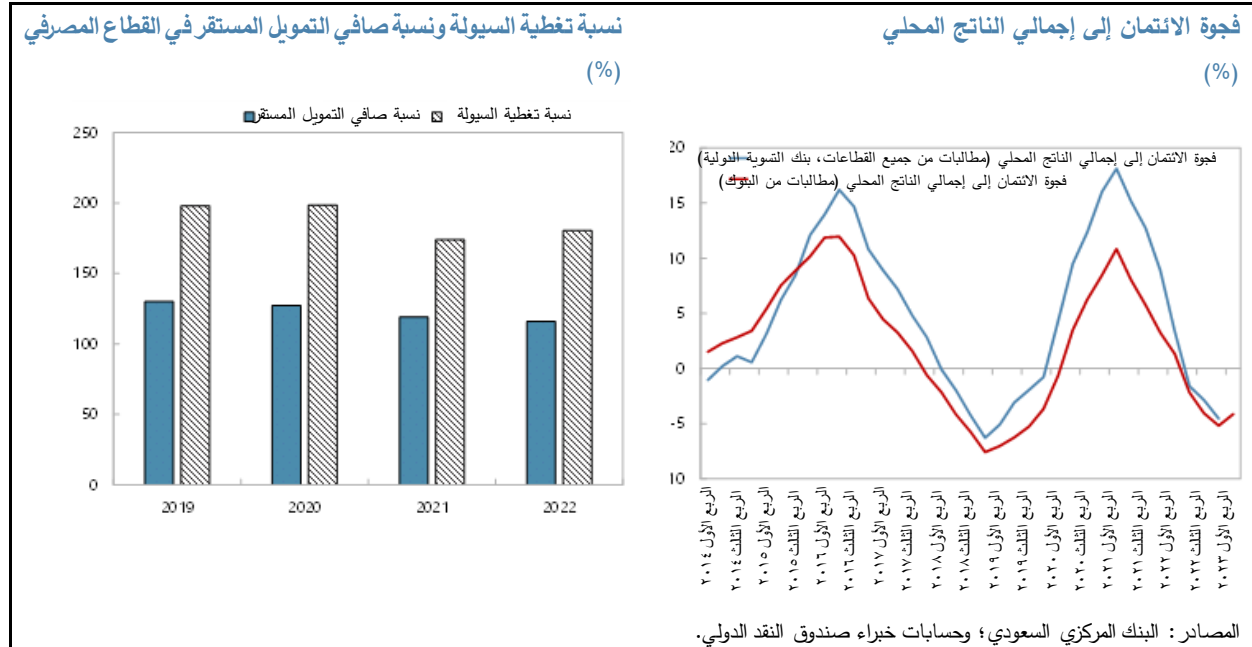 فجوة الائتمان إلى إجمالي الناتج المحلي
(%)
20
15
10
5
0
-5
10
فجوة الائتمان إلى إجمالي الناتج المحلي (مطالبات من جميع القطاعات، بنك التسوية الدولية)
فجوة الائتمان إلى إجمالي الناتج المحلي (مطالبات من البنوك)
الربع الأول ٢٠١٤
الربع الثالث ٢٠١٤
الربع الأول ٢٠١٥
الربع الثالث ٢٠١٥
الربع الأول ٢٠١٦
الربع الثالث ٢٠١٦
الربع الأول ٢٠١٧
الربع الثالث ٢٠١٧
الربع الأول ٢٠١٨
الربع الثالث ٢٠١٨
الربع الأول ٢٠١٩
الربع الثالث ٢٠١٩
الربع الأول ٢٠٢٠
الربع الثالث ٢٠٢٠
الربع الأول ٢٠٢١
الربع الثالث ٢٠٢١
الربع الأول ٢٠٢٢
الربع الثالث ٢٠٢٢
الربع الأول ٢٠٢٣
المصادر: البنك المركزي السعودي؛ وحسابات خبراء صندوق النقد الدولي.
نسبة تغطية السيولة ونسبة صافي التمويل المستقر في القطاع المصرفي
(%)
نسبة تغطية السيولة نسبة صافي التمويل المستقر
250
200
150
100
50
0
2019 2020 2021 2022